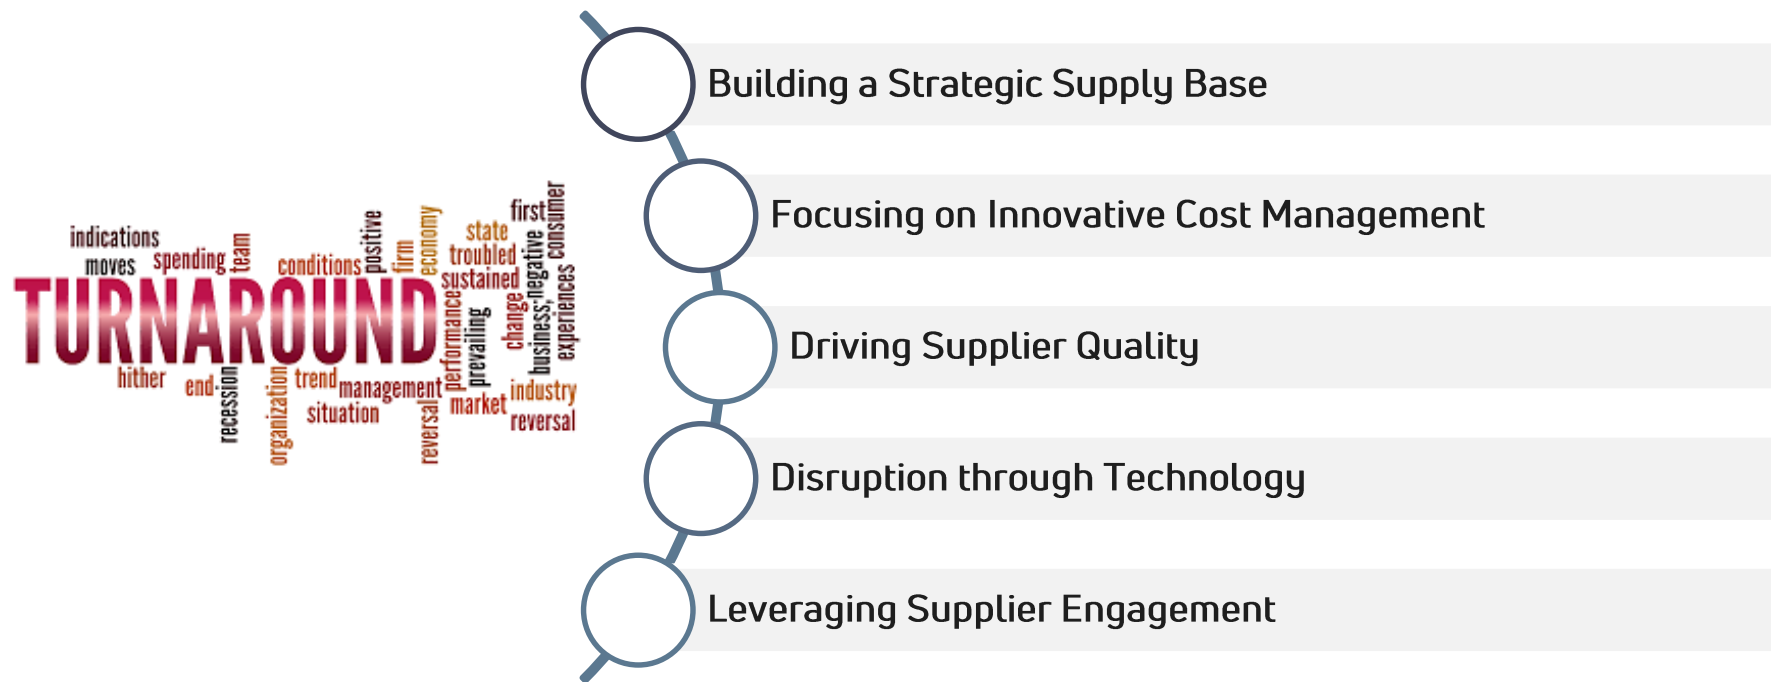 indications
moves
spending
team
conditions
positive
firm
economy
state
troubled
sustained
first
consumer
TURNAROUND
performance
prevailing
change
business; negative
experiences
hither
end
recession
organization
trend
situation
management
reversal
market
industry
reversal
Building a Strategic Supply Base
Focusing on Innovative Cost Management
Driving Supplier Quality
Disruption through Technology
Leveraging Supplier Engagement